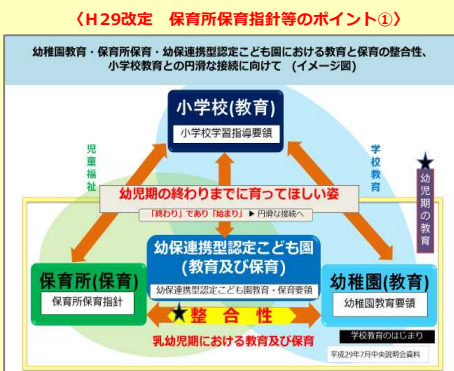 〈H29改定　保育所保育指針等のポイント①〉
幼稚園教育・保育所保育・幼保連携型認定こども園における教育と保育の整合性、
小学校教育との円滑な接続に向けて　(イメージ図)
小学校(教育)
小学校学習指導要領
児童福祉
学校教育
★幼児期の教育
幼児期の終わりまでに育ってほしい姿
「終わり」であり「始まり」▶円滑な接続へ
幼保連携型認定こども園
(教育及び保育)
幼保連携型認定こども園教育・保育要領
保育所(保育)
保育所保育指針
幼稚園(教育)
幼稚園教育要領
★整 合 性
乳幼児期における教育及び保育
学校教育のはじまり
平成29年7月中央説明会資料